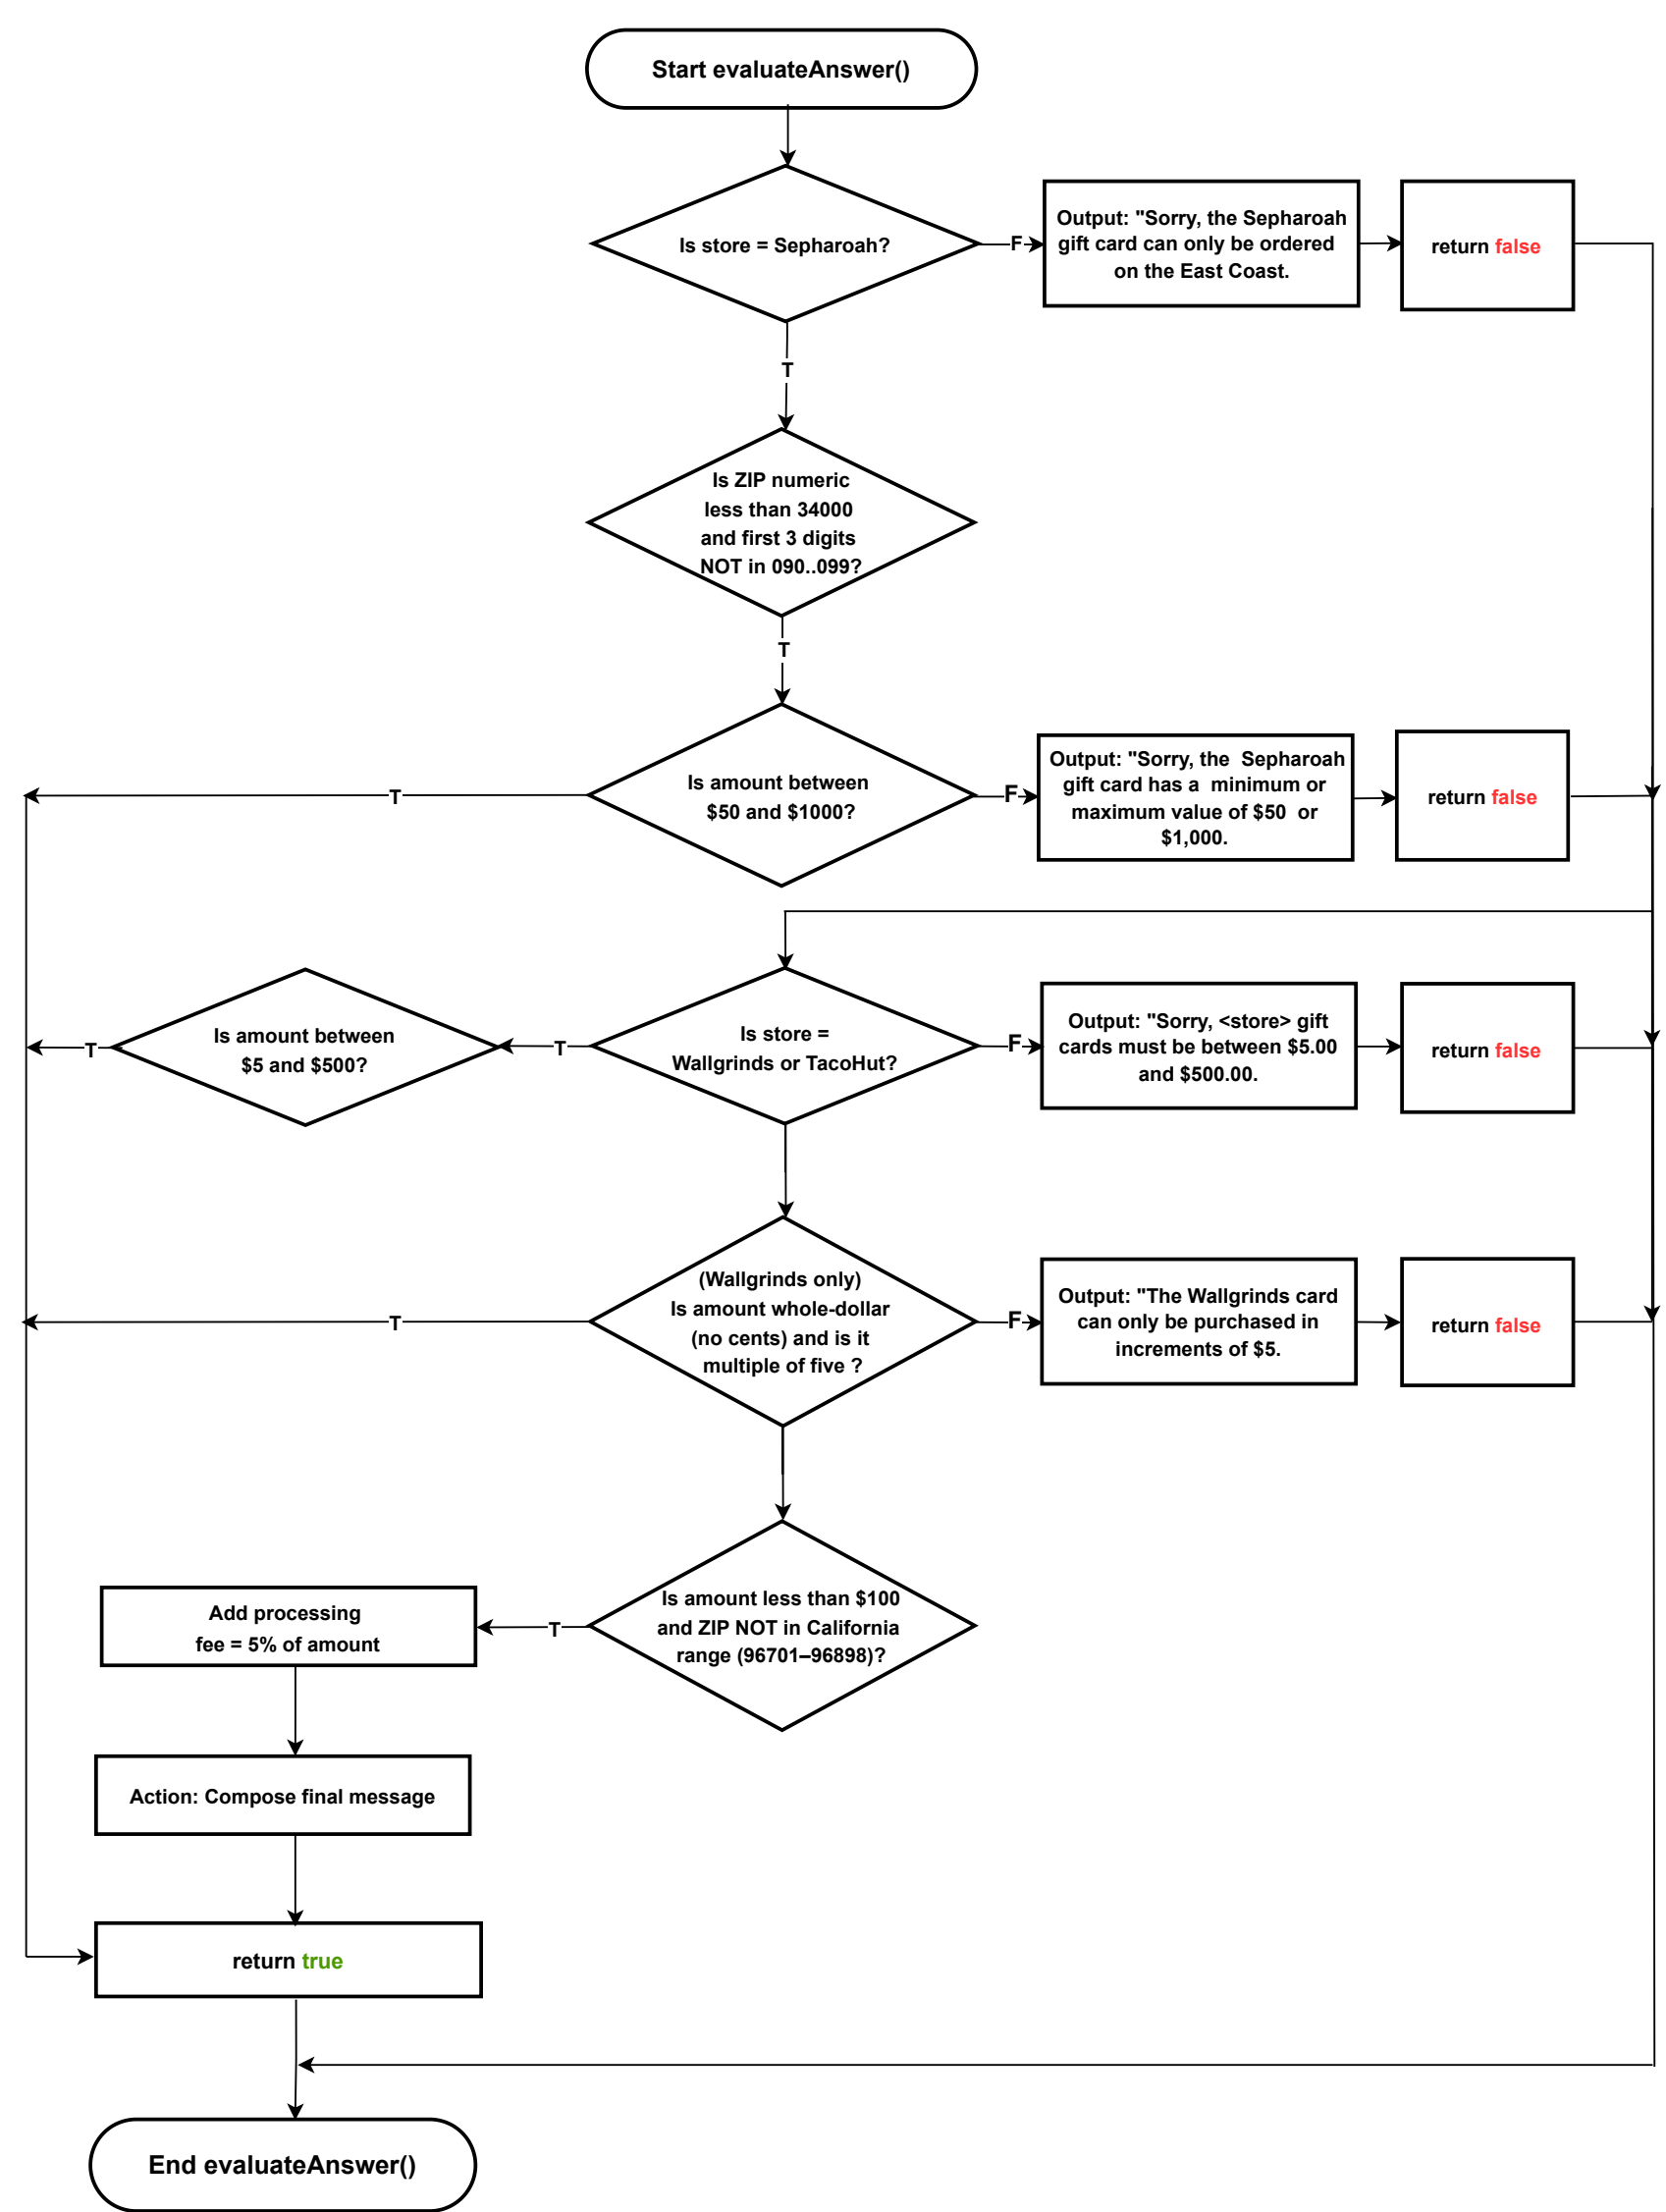 Start evaluateAnswer()
Is store = Sepharoah?
F
Output: "Sorry, the Sepharoah
gift card can only be ordered
on the East Coast.
return false
T
Is ZIP numeric
less than 34000
and first 3 digits
NOT in 090..099?
T
Is amount between
$50 and $1000?
T
F
Output: "Sorry, the  Sepharoah
gift card has a  minimum or
maximum value of $50  or
$1,000.
return false
Is amount between
$5 and $500?
T
T
Is store =
Wallgrinds or TacoHut?
F
Output: "Sorry, <store> gift
cards must be between $5.00
and $500.00.
return false
T
(Wallgrinds only)
Is amount whole-dollar
(no cents) and is it
multiple of five ?
F
Output: "The Wallgrinds card
can only be purchased in
increments of $5.
return false
Is amount less than $100
and ZIP NOT in California
range (96701–96898)?
T
Add processing
fee = 5% of amount
Action: Compose final message
return true
End evaluateAnswer()